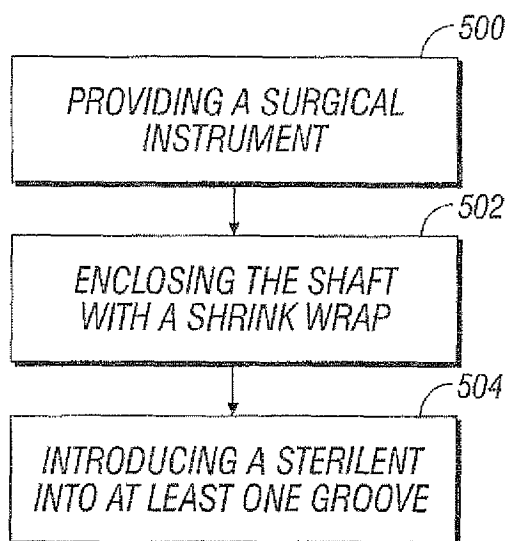 500
PROVIDING A SURGICAL
INSTRUMENT
502
ENCLOSING THE SHAFT
WITH A SHRINK WRAP
504
INTRODUCING A STERILENT
INTO AT LEAST ONE GROOVE